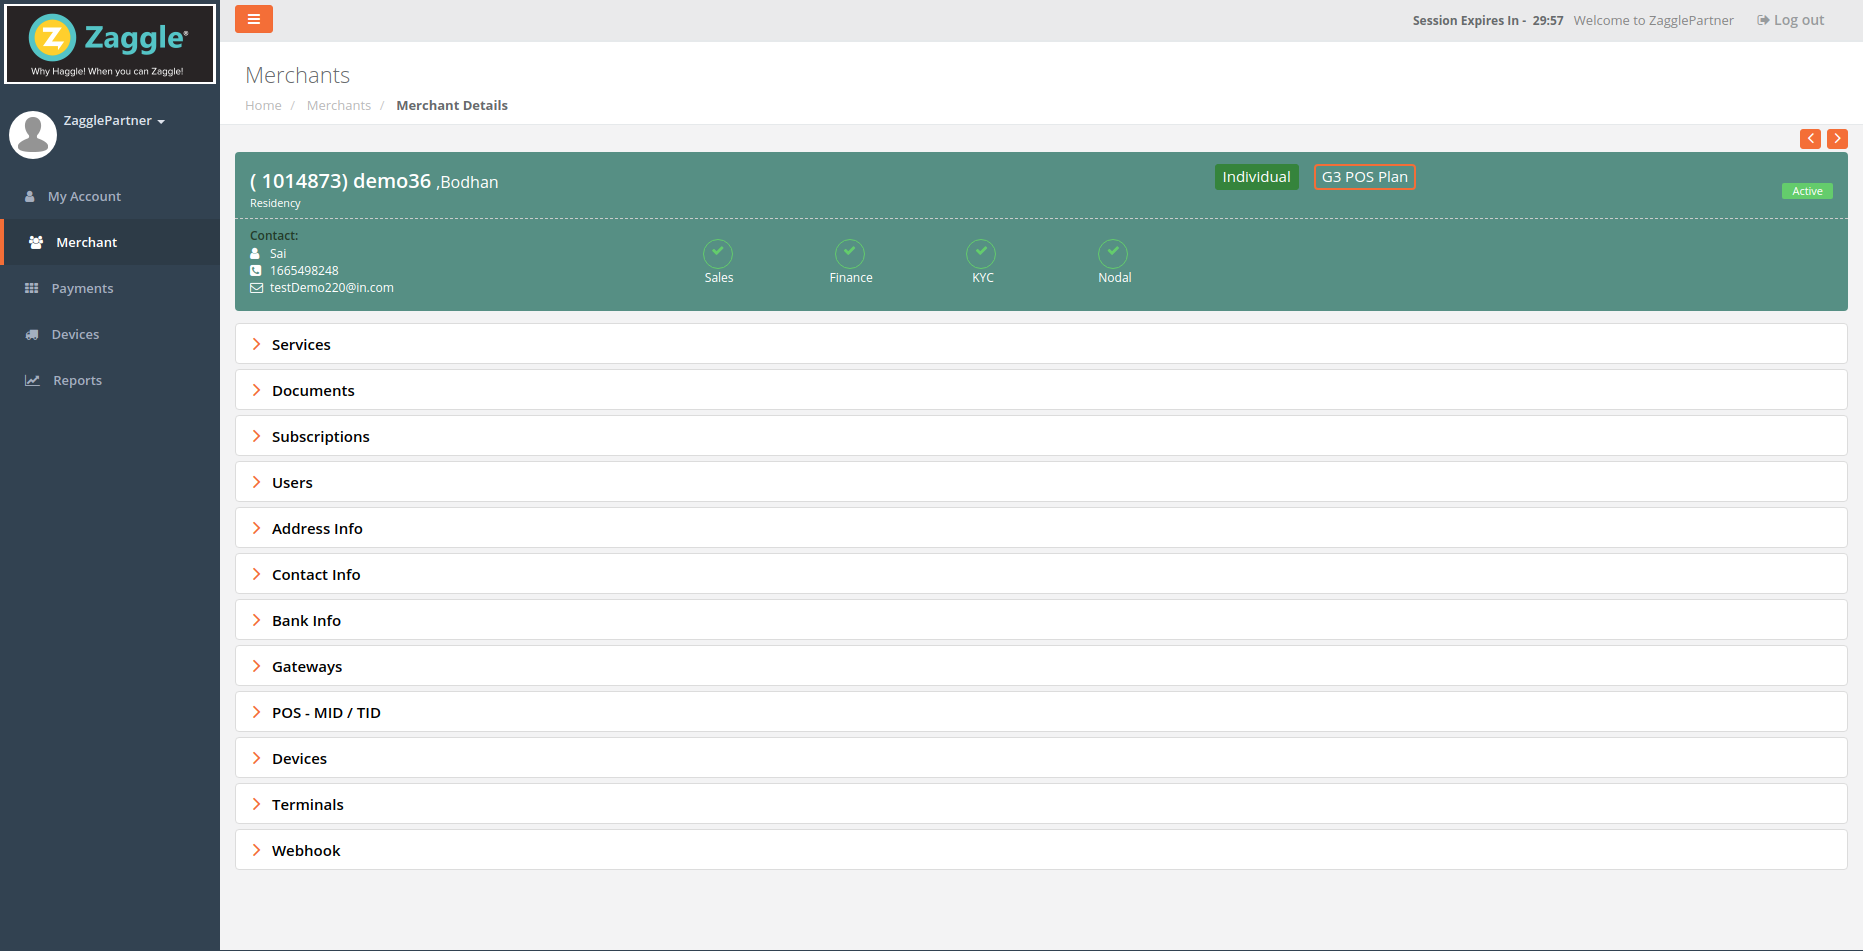 Zaggle®
Why Haggle! When you can Zaggle!
Session Expires In - 29:57 Welcome to ZagglePartner Log out
ZagglePartner
My Account
Merchant
Payments
Devices
Reports
Merchants
Home / Merchants / Merchant Details
( 1014873) demo36 ,Bodhan
Residency
Individual
G3 POS Plan
Active
Contact:
Sai
1665498248
testDemo220@in.com
Sales
Finance
KYC
Nodal
Services
Documents
Subscriptions
Users
Address Info
Contact Info
Bank Info
Gateways
POS - MID / TID
Devices
Terminals
Webhook